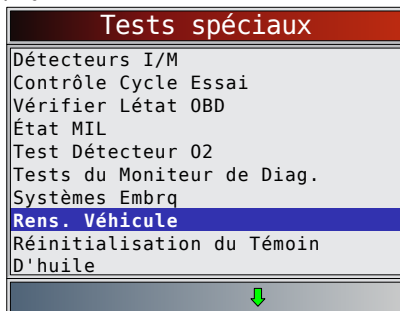 Tests spéciaux
Détecteurs I/M
Contrôle Cycle Essai
Vérifier Létat OBD
État MIL
Test Détecteur O2
Tests du Moniteur de Diag.
Systèmes Embrq
Rens. Véhicule
Réinitialisation du Témoin
D'huile